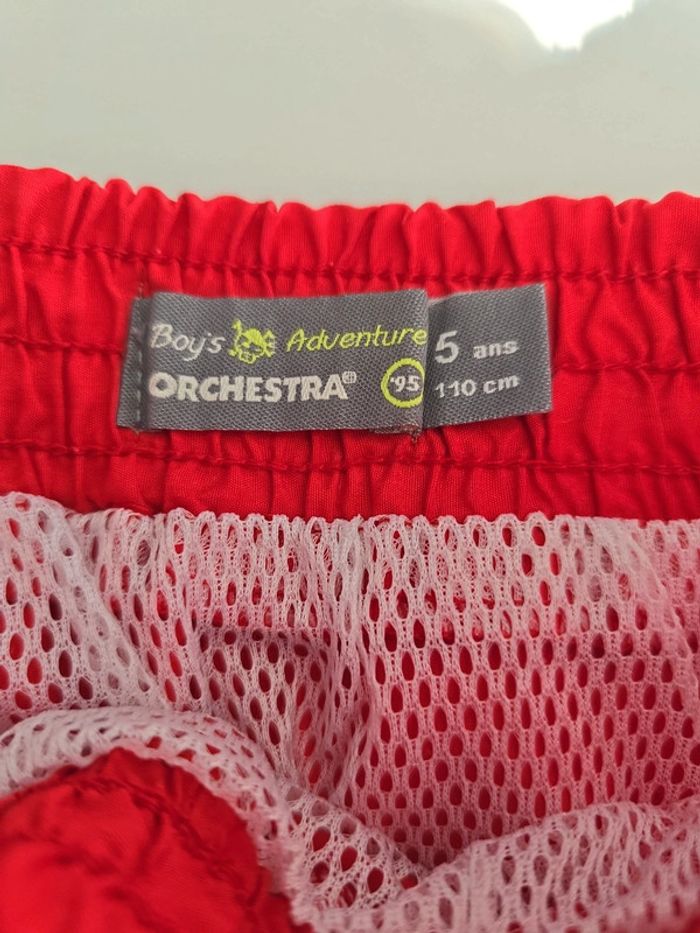 Boy's Adventure
ORCHESTRA '95
5 ans
110 cm